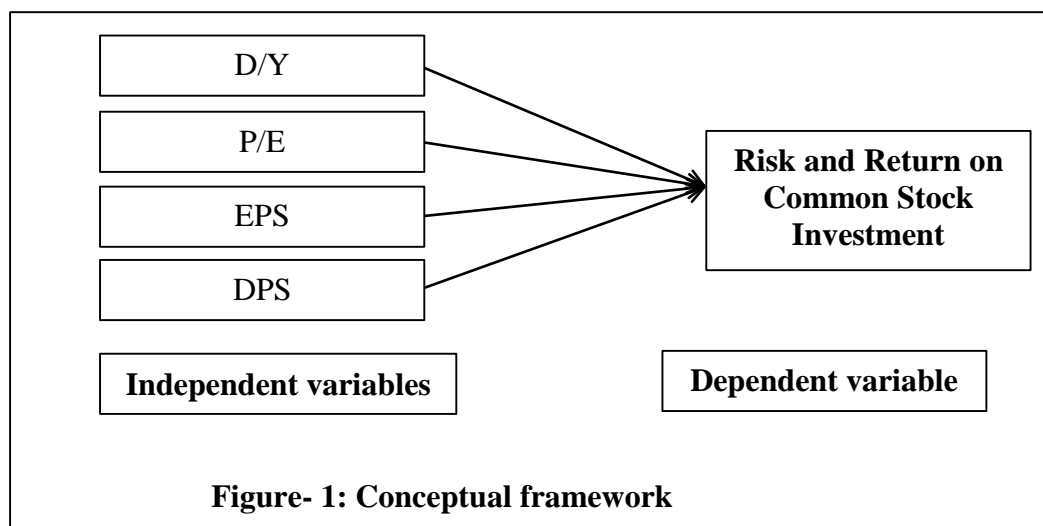 D/Y
P/E
EPS
DPS
Risk and Return on
Common Stock
Investment
Independent variables
Dependent variable
Figure- 1: Conceptual framework